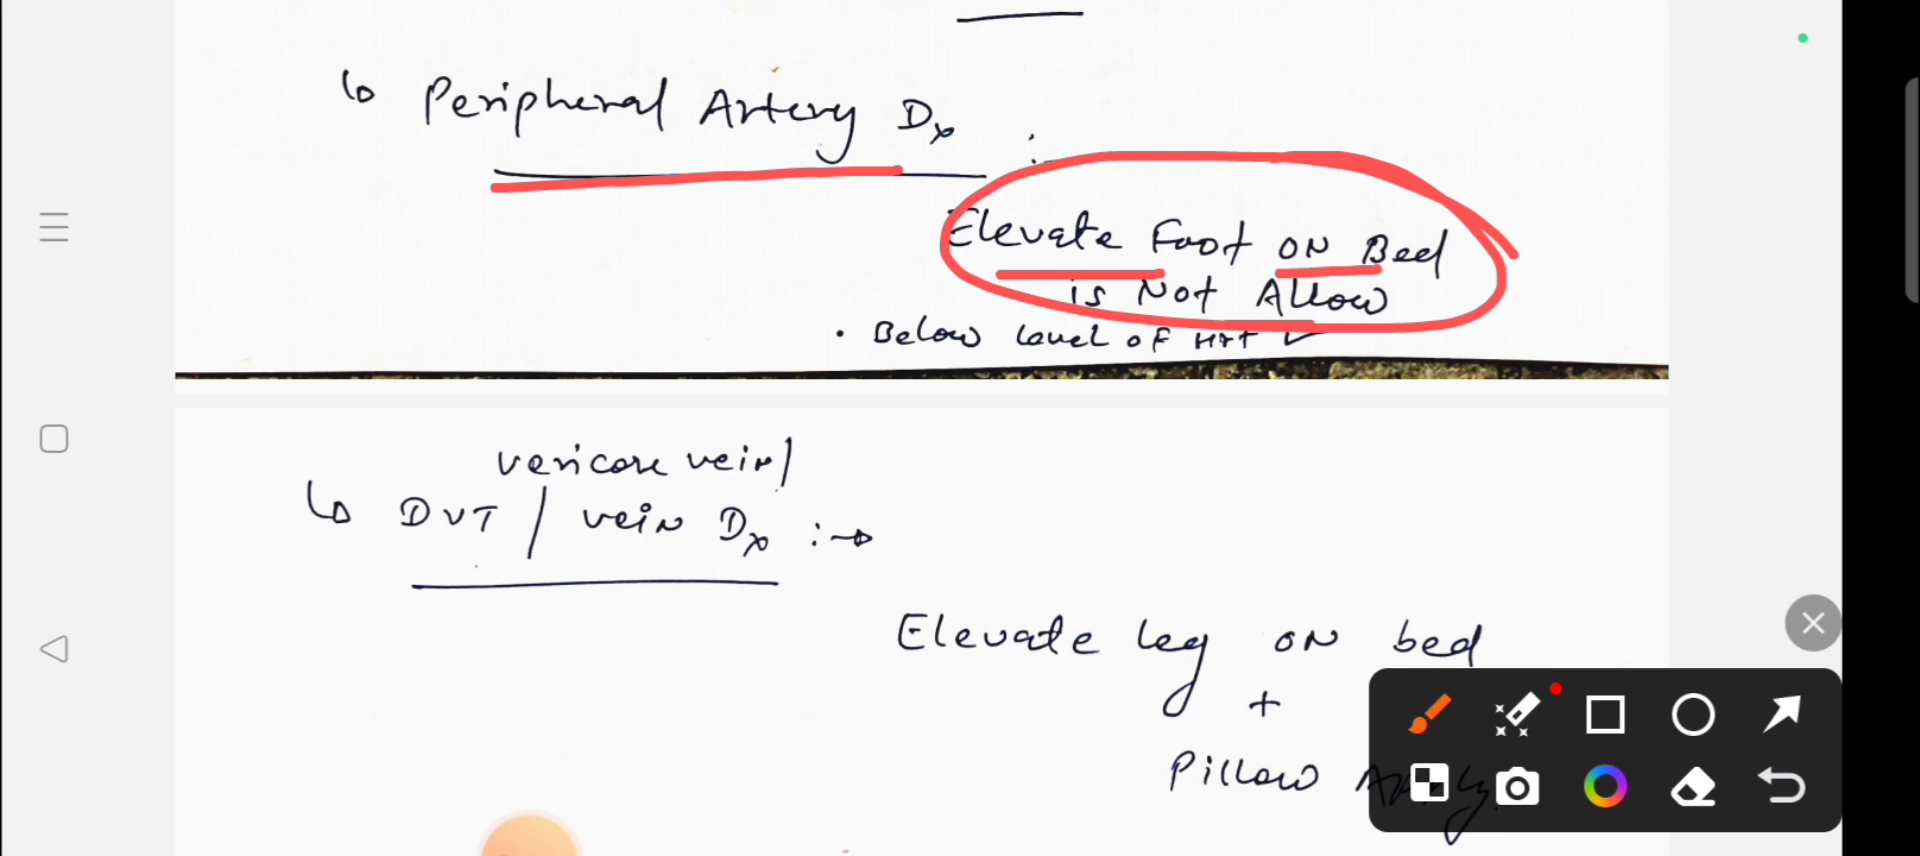 Peripheral Artery Dx :-
Elevate Foot ON Bed
is Not Allow
• Below level of Hrt ✓
vericose vein/
DVT / vein Dx :→
Elevate leg ON bed
+
Pillow